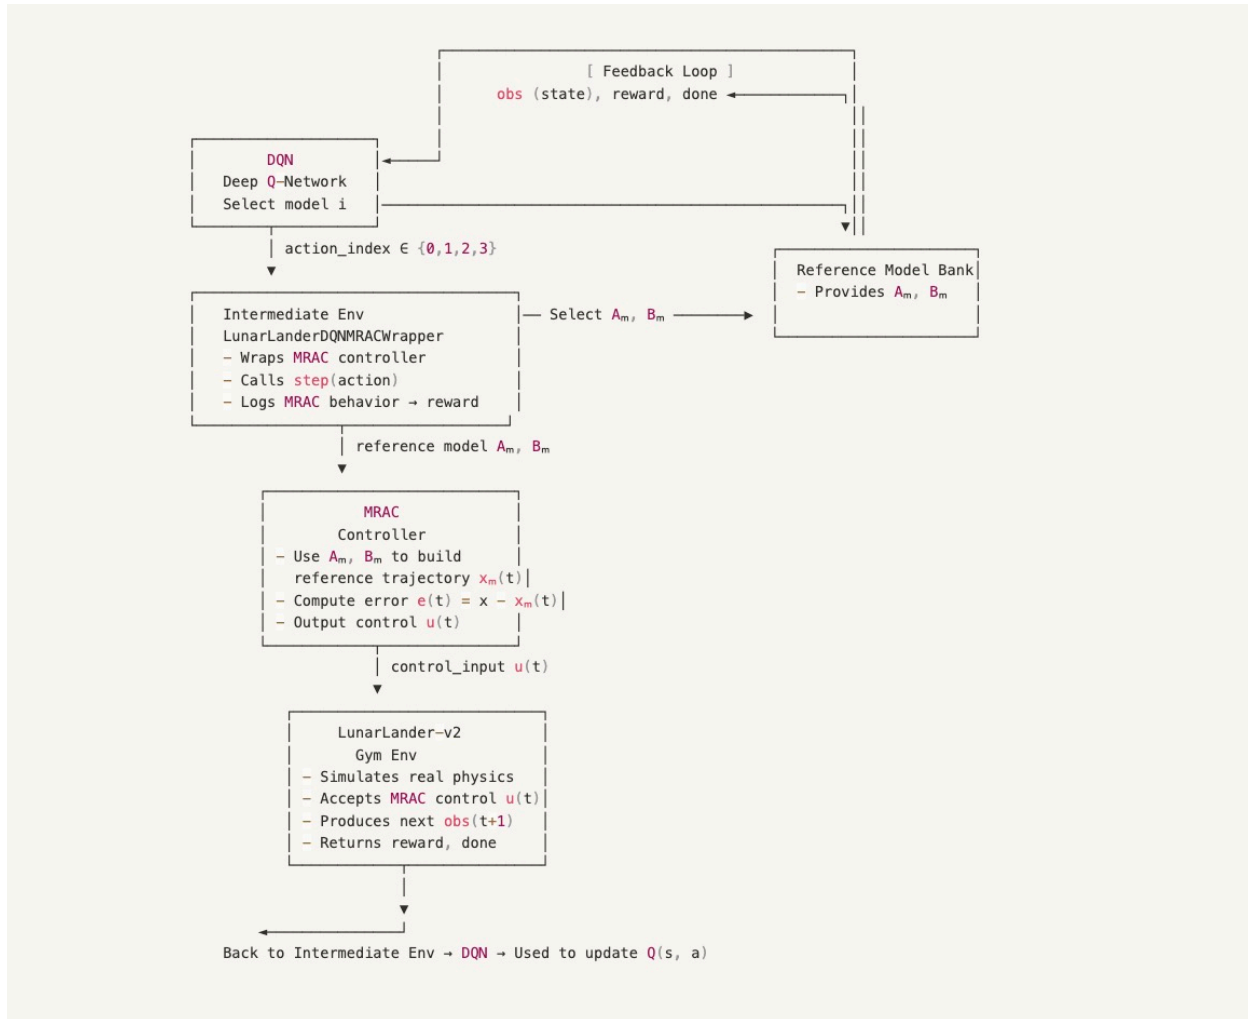 [ Feedback Loop ]
obs (state), reward, done
DQN
Deep Q-Network
Select model i
action_index ∈ {0,1,2,3}
Reference Model Bank
- Provides Aₘ, Bₘ
Intermediate Env
LunarLanderDQNMRACWrapper
- Wraps MRAC controller
- Calls step(action)
- Logs MRAC behavior → reward
Select Aₘ, Bₘ
reference model Aₘ, Bₘ
MRAC
Controller
- Use Aₘ, Bₘ to build
reference trajectory xₘ(t)
- Compute error e(t) = x - xₘ(t)
- Output control u(t)
control_input u(t)
LunarLander-v2
Gym Env
- Simulates real physics
- Accepts MRAC control u(t)
- Produces next obs(t+1)
- Returns reward, done
Back to Intermediate Env → DQN → Used to update Q(s, a)